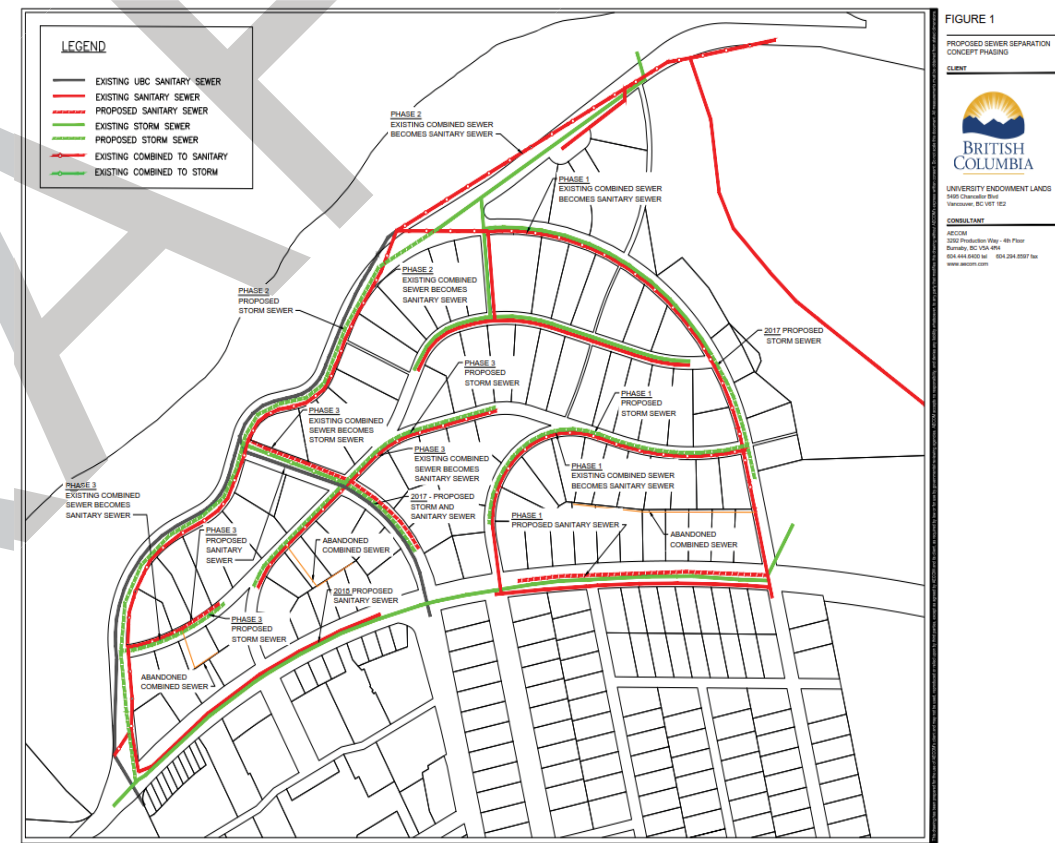 FIGURE 1
PROPOSED SEWER SEPARATION
CONCEPT PHASING
CLIENT
BRITISH
COLUMBIA
UNIVERSITY ENDOWMENT LANDS
5495 Chancellor Blvd
Vancouver, BC V6T 1E2
CONSULTANT
AECOM
3292 Production Way - 4th Floor
Burnaby, BC V5A 4R4
604.444.6400 tel 604.294.8597 fax
www.aecom.com
LEGEND
EXISTING UBC SANITARY SEWER
EXISTING SANITARY SEWER
PROPOSED SANITARY SEWER
EXISTING STORM SEWER
PROPOSED STORM SEWER
EXISTING COMBINED TO SANITARY
EXISTING COMBINED TO STORM
PHASE 2
EXISTING COMBINED SEWER
BECOMES SANITARY SEWER
PHASE 1
EXISTING COMBINED SEWER
BECOMES SANITARY SEWER
PHASE 2
EXISTING COMBINED
SEWER BECOMES
SANITARY SEWER
PHASE 2
PROPOSED
STORM SEWER
2017 PROPOSED
STORM SEWER
PHASE 3
PROPOSED
STORM SEWER
PHASE 1
PROPOSED
STORM SEWER
PHASE 3
EXISTING COMBINED
SEWER BECOMES
STORM SEWER
PHASE 3
EXISTING COMBINED
SEWER BECOMES
SANITARY SEWER
PHASE 1
EXISTING COMBINED SEWER
BECOMES SANITARY SEWER
PHASE 3
EXISTING COMBINED
SEWER BECOMES
SANITARY SEWER
2017 - PROPOSED
STORM AND
SANITARY SEWER
PHASE 1
PROPOSED SANITARY SEWER
PHASE 3
PROPOSED
SANITARY
SEWER
ABANDONED
COMBINED SEWER
ABANDONED
COMBINED SEWER
2018 PROPOSED
SANITARY SEWER
PHASE 3
PROPOSED
STORM SEWER
ABANDONED
COMBINED SEWER